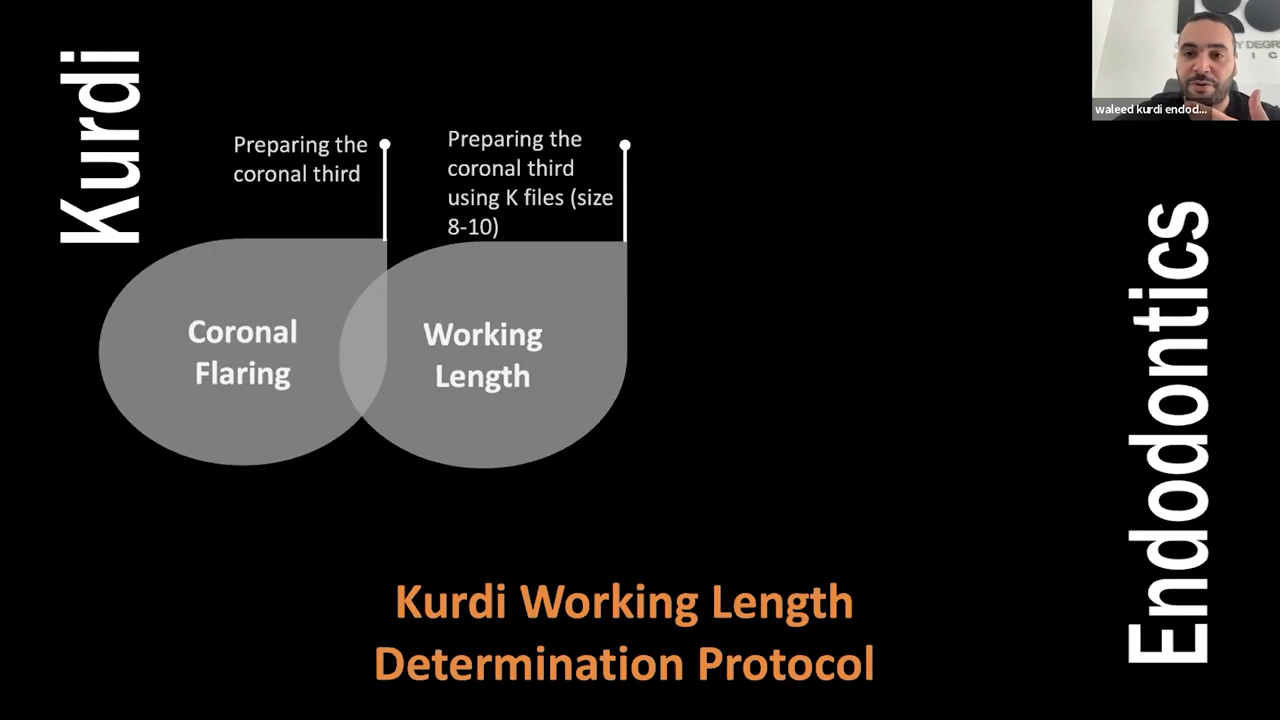 Kurdi
Preparing the
coronal third
Preparing the
coronal third
using K files (size
8-10)
Coronal
Flaring
Working
Length
Kurdi Working Length
Determination Protocol
Endodontics
Y DEGR
waleed kurdi endod...